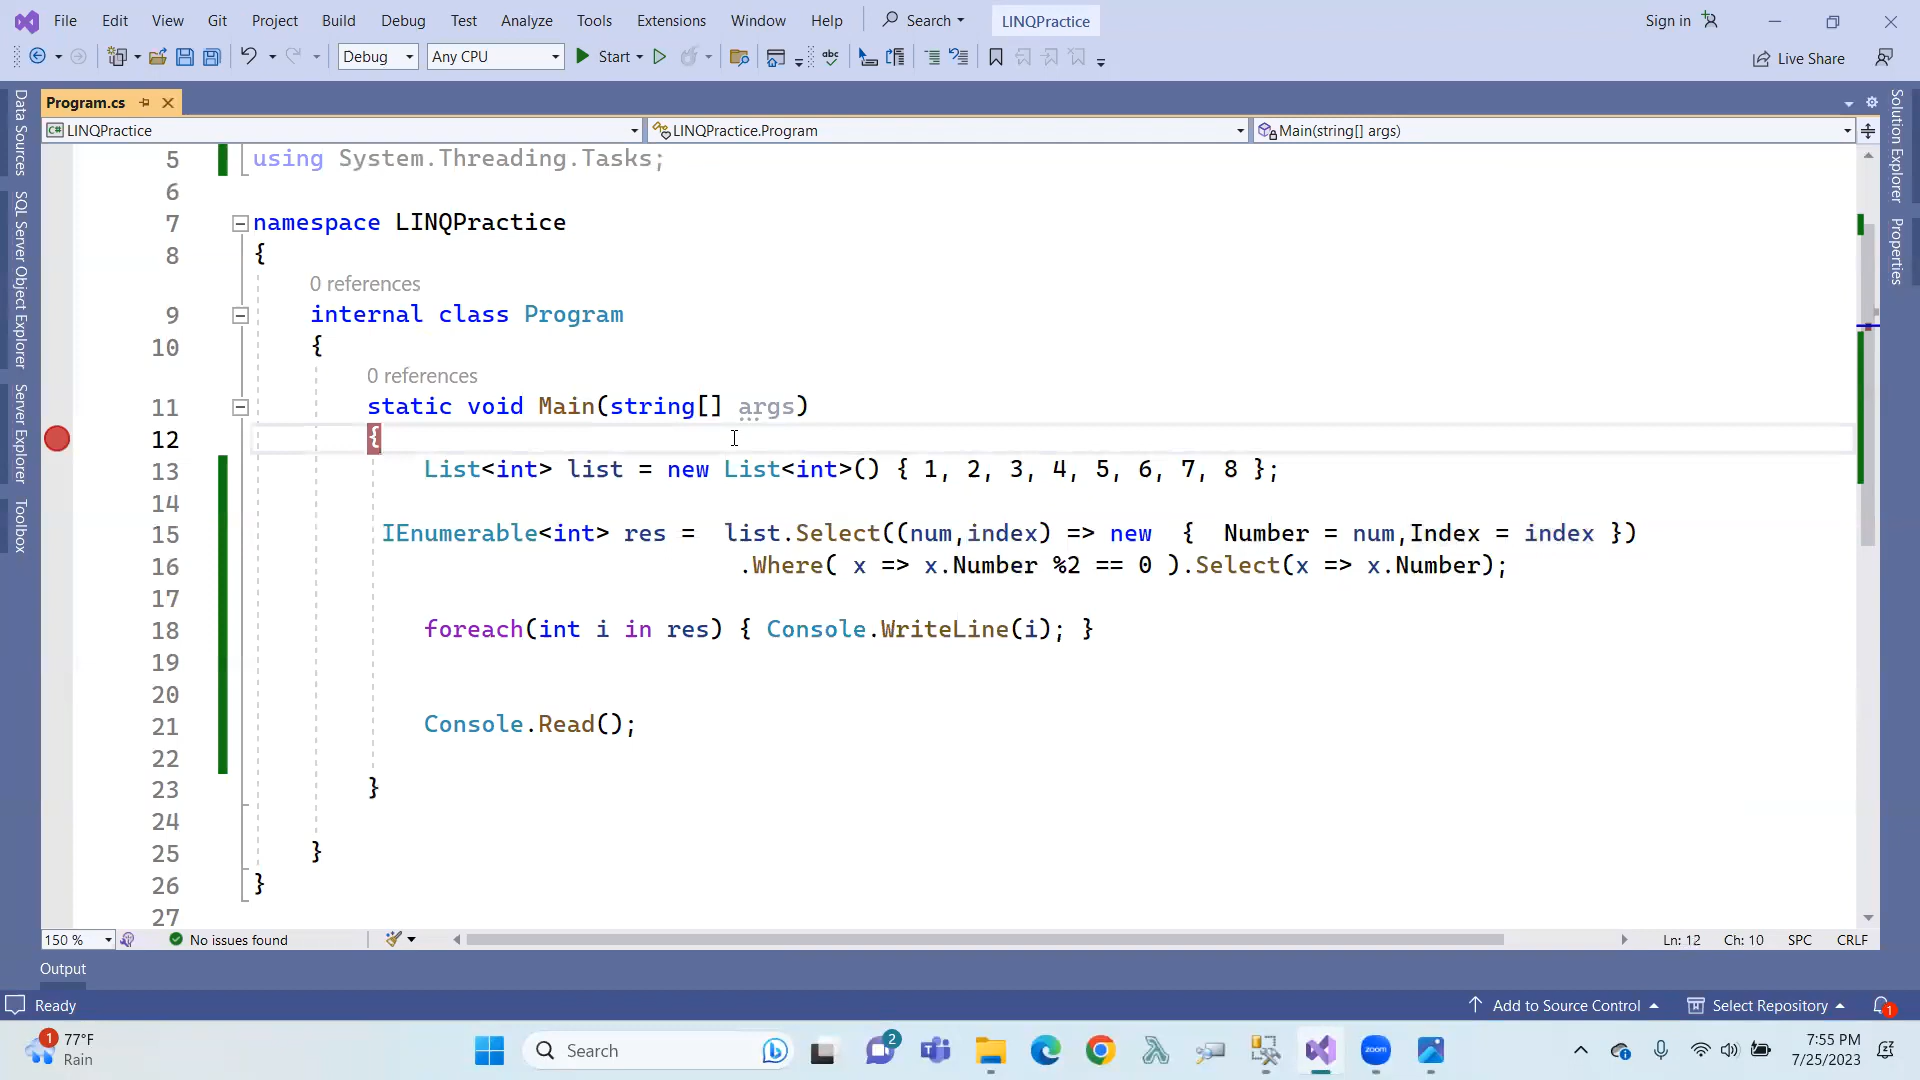 File Edit View Git Project Build Debug Test Analyze Tools Extensions Window Help Search LINQPractice Sign in
Debug Any CPU Start abc Live Share
Program.cs
LINQPractice LINQPractice.Program Main(string[] args)
Data Sources
SQL Server Object Explorer
Server Explorer
Toolbox
Solution Explorer
Properties
5 using System.Threading.Tasks;
6
7 namespace LINQPractice
8 {
0 references
9 internal class Program
10 {
0 references
11 static void Main(string[] args)
12 {
13 List<int> list = new List<int>() { 1, 2, 3, 4, 5, 6, 7, 8 };
14
15 IEnumerable<int> res =  list.Select((num,index) => new  {  Number = num,Index = index })
16 .Where( x => x.Number %2 == 0 ).Select(x => x.Number);
17
18 foreach(int i in res) { Console.WriteLine(i); }
19
20
21 Console.Read();
22
23 }
24
25 }
26 }
27
150 % No issues found Ln: 12 Ch: 10 SPC CRLF
Output
Ready Add to Source Control Select Repository 1
1 77°F
Rain
Search
2
zoom
7:55 PM
7/25/2023